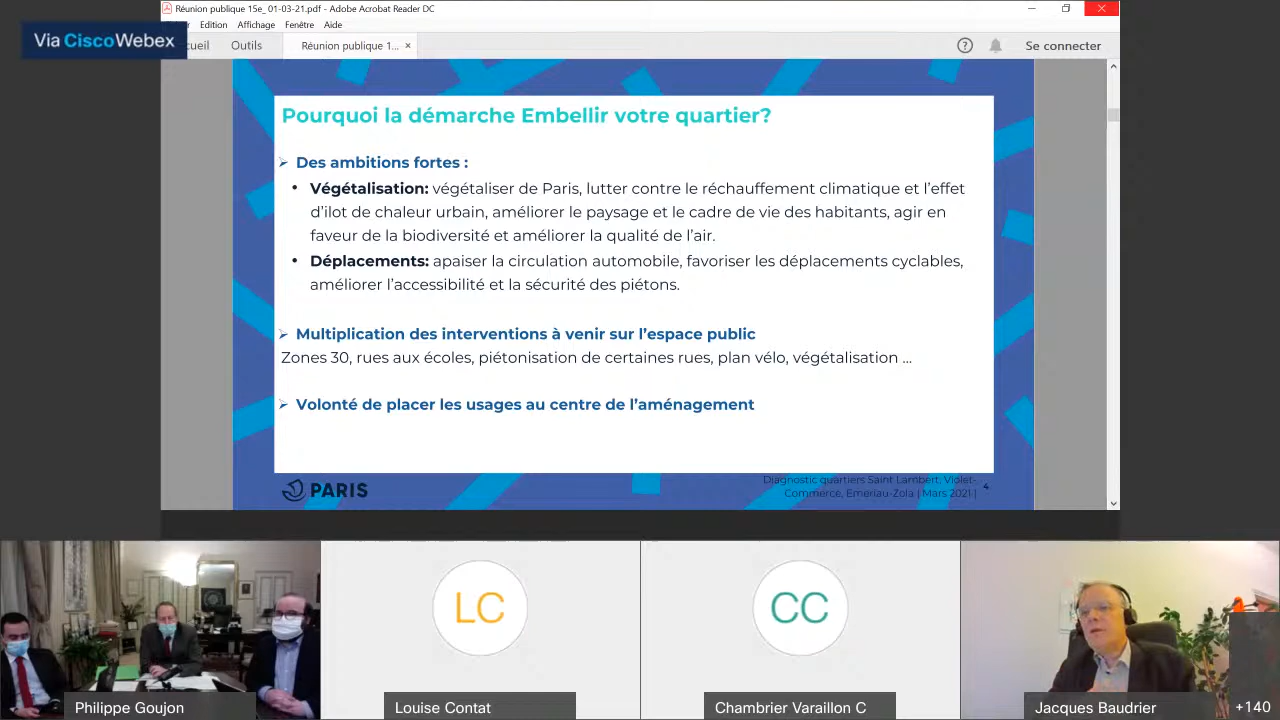 Réunion publique 15e_ 01-03-21.pdf - Adobe Acrobat Reader DC
Edition Affichage Fenêtre Aide
Via CiscoWebex
Outils
Réunion publique 1... ×
?
Se connecter
Pourquoi la démarche Embellir votre quartier?
➢ Des ambitions fortes :
• Végétalisation: végétaliser de Paris, lutter contre le réchauffement climatique et l’effet
d’ilot de chaleur urbain, améliorer le paysage et le cadre de vie des habitants, agir en
faveur de la biodiversité et améliorer la qualité de l’air.
• Déplacements: apaiser la circulation automobile, favoriser les déplacements cyclables,
améliorer l’accessibilité et la sécurité des piétons.
➢ Multiplication des interventions à venir sur l’espace public
Zones 30, rues aux écoles, piétonisation de certaines rues, plan vélo, végétalisation ...
➢ Volonté de placer les usages au centre de l’aménagement
PARIS
Diagnostic quartiers Saint Lambert, Violet-
Commerce, Emeriau-Zola | Mars 2021 |
4
LC
CC
Philippe Goujon
Louise Contat
Chambrier Varaillon C
Jacques Baudrier
+140